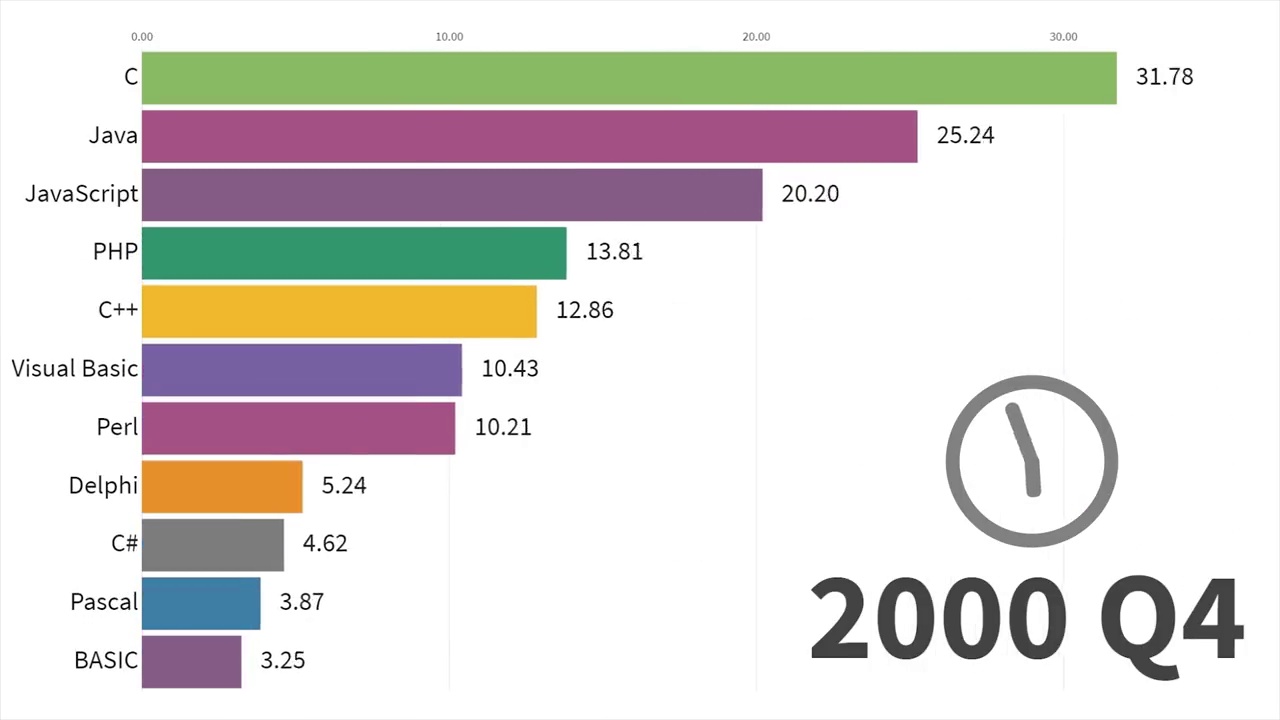 0.00 10.00 20.00 30.00
C 31.78
Java 25.24
JavaScript 20.20
PHP 13.81
C++ 12.86
Visual Basic 10.43
Perl 10.21
Delphi 5.24
C# 4.62
Pascal 3.87
BASIC 3.25
2000 Q4